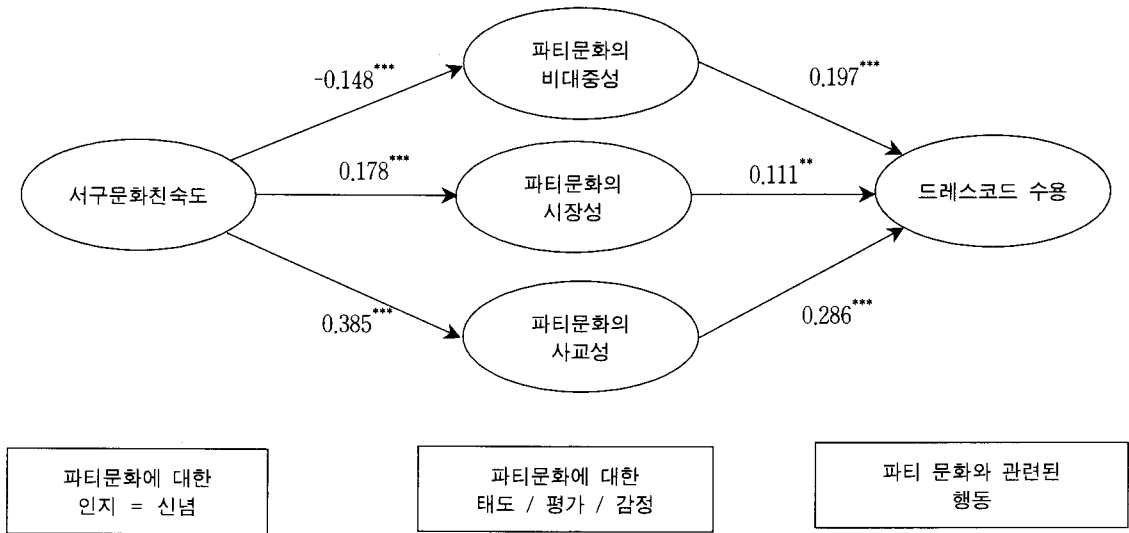 파티문화의
비대중성
-0.148***
0.197***
서구문화친숙도
0.178***
파티문화의
시장성
0.111**
드레스코드 수용
0.385***
파티문화의
사교성
0.286***
파티문화에 대한
인지 = 신념
파티문화에 대한
태도 / 평가 / 감정
파티 문화와 관련된
행동